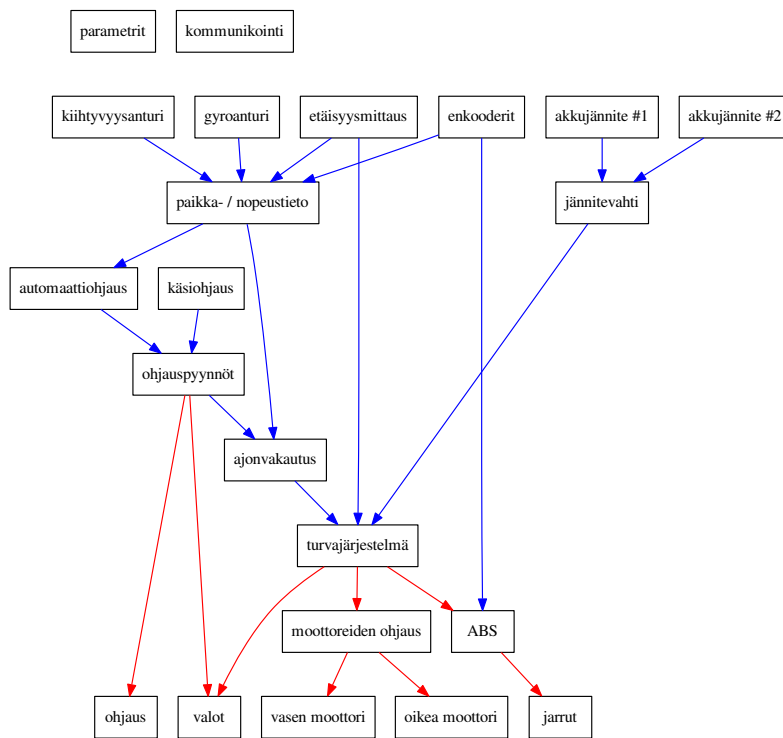 parametrit
kommunikointi
kiihtyvyysanturi
gyroanturi
etäisyysmittaus
enkooderit
akkujännite #1
akkujännite #2
paikka- / nopeustieto
jännitevahti
automaattiohjaus
käsiohjaus
ohjauspyynnöt
ajonvakautus
turvajärjestelmä
moottoreiden ohjaus
ABS
ohjaus
valot
vasen moottori
oikea moottori
jarrut